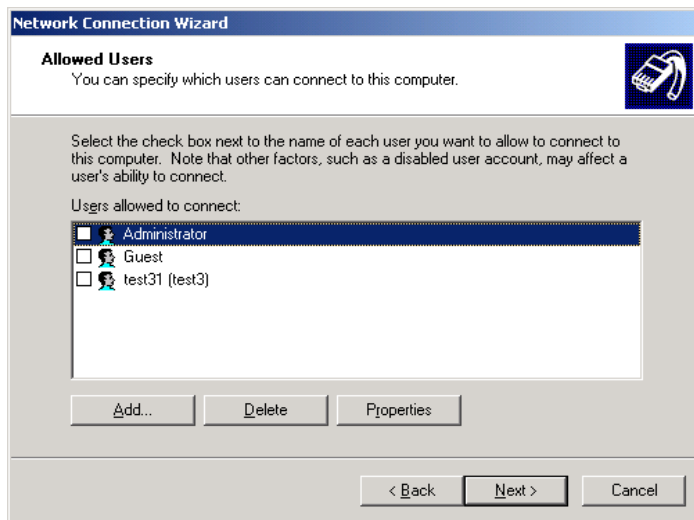 Network Connection Wizard
Allowed Users
You can specify which users can connect to this computer.
Select the check box next to the name of each user you want to allow to connect to
this computer.  Note that other factors, such as a disabled user account, may affect a
user's ability to connect.
Users allowed to connect:
Administrator
Guest
test31 (test3)
Add...
Delete
Properties
< Back
Next >
Cancel